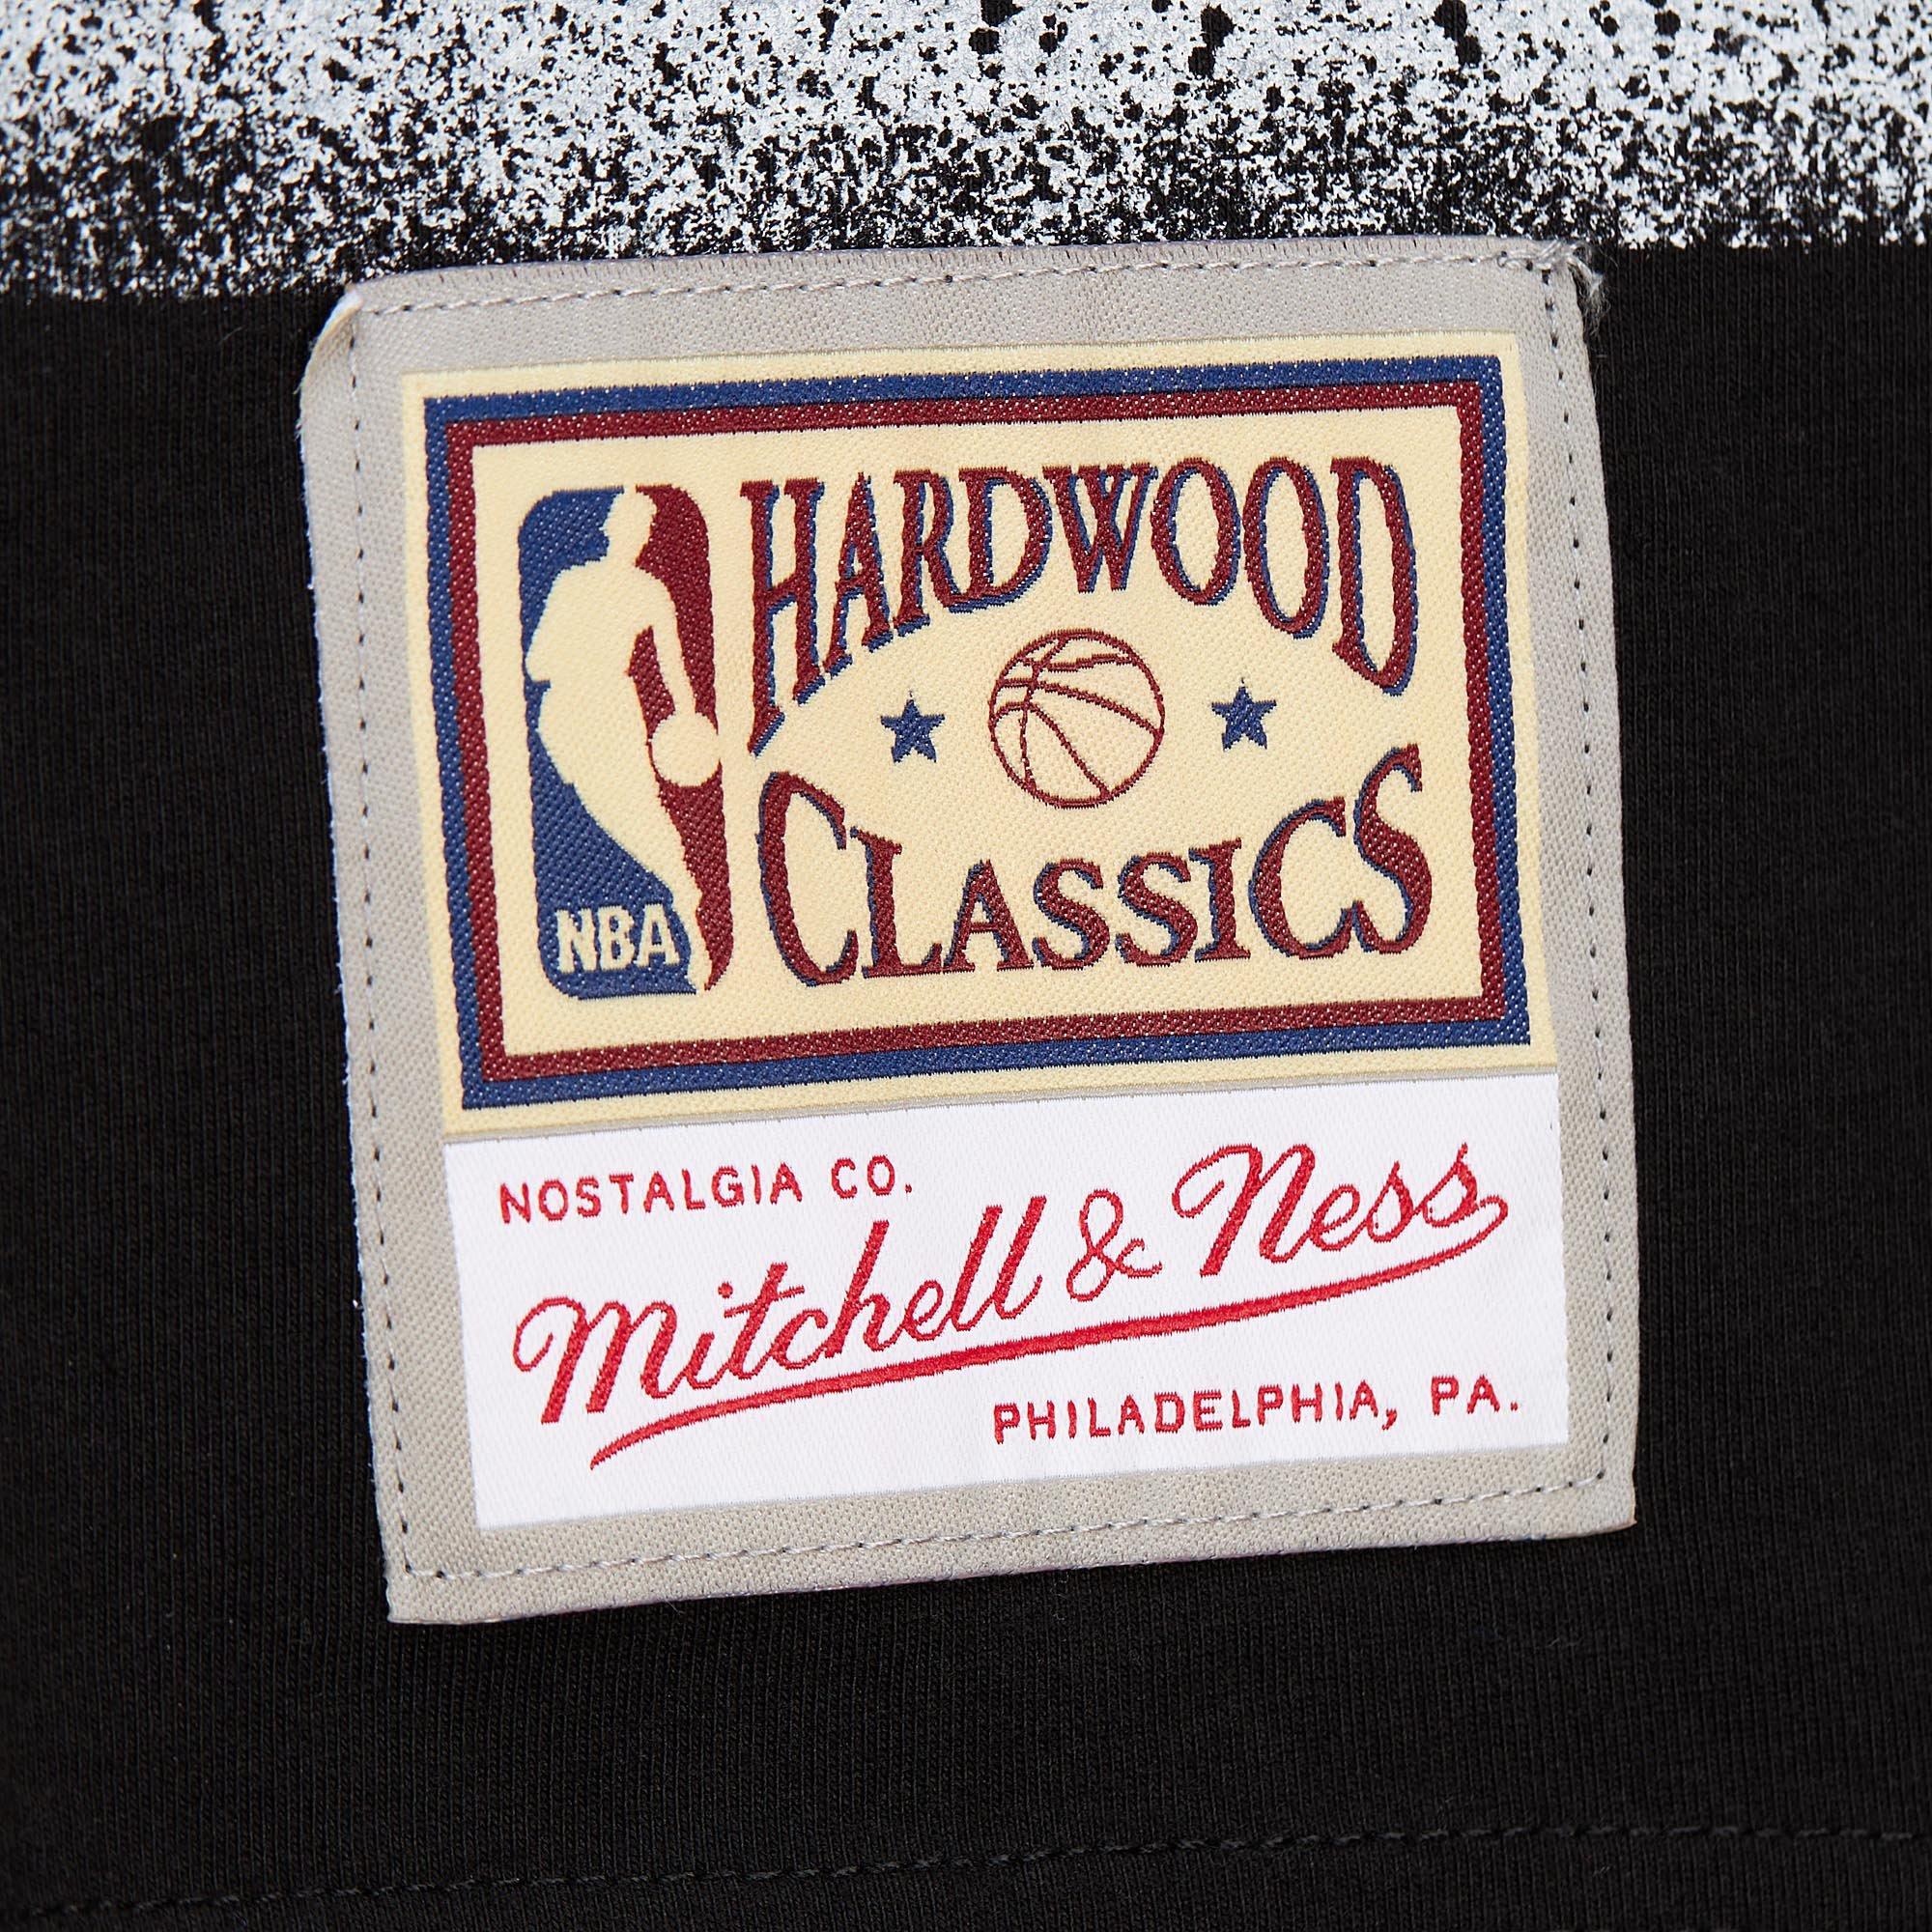 HARDWOOD
CLASSICS
NBA
NOSTALGIA CO.
Mitchell & Ness
PHILADELPHIA, PA.